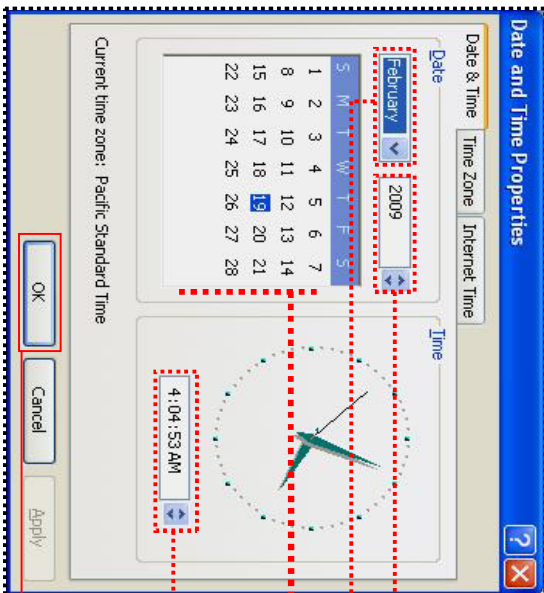 Date and Time Properties
Date & Time
Time Zone
Internet Time
Date
February
2009
S M T W T F S
1 2 3 4 5 6 7
8 9 10 11 12 13 14
15 16 17 18 19 20 21
22 23 24 25 26 27 28
Time
4:04:53 AM
Current time zone: Pacific Standard Time
OK
Cancel
Apply